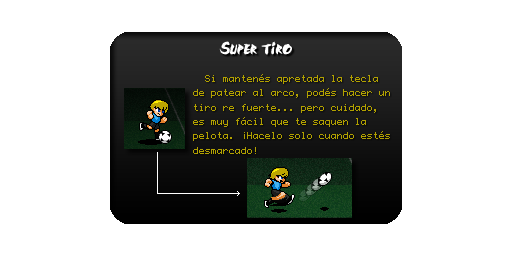 Super tiro
Si mantenés apretada la tecla
de patear al arco, podés hacer un
tiro re fuerte... pero cuidado,
es muy fácil que te saquen la
pelota. ¡Hacelo solo cuando estés
desmarcado!